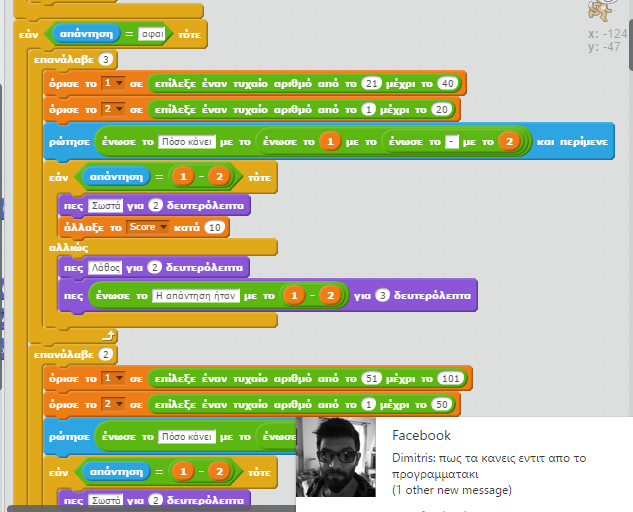 x: -124
y: -47
εάν απάντηση = αφαι τότε
επανάλαβε 3
όρισε το 1 σε επίλεξε έναν τυχαίο αριθμό από το 21 μέχρι το 40
όρισε το 2 σε επίλεξε έναν τυχαίο αριθμό από το 1 μέχρι το 20
ρώτησε ένωσε το Πόσο κάνει με το ένωσε το 1 με το ένωσε το - με το 2 και περίμενε
εάν απάντηση = 1 - 2 τότε
πες Σωστά για 2 δευτερόλεπτα
άλλαξε το Score κατά 10
αλλιώς
πες Λάθος για 2 δευτερόλεπτα
πες ένωσε το Η απάντηση ήταν με το 1 - 2 για 3 δευτερόλεπτα
επανάλαβε 2
όρισε το 1 σε επίλεξε έναν τυχαίο αριθμό από το 51 μέχρι το 101
όρισε το 2 σε επίλεξε έναν τυχαίο αριθμό από το 1 μέχρι το 50
ρώτησε ένωσε το Πόσο κάνει με το ένωσε
εάν απάντηση = 1 - 2 τότε
πες Σωστά για 2 δευτερόλεπτα
Facebook
Dimitris: πως τα κανεις εντιτ απο το
προγραμματακι
(1 other new message)